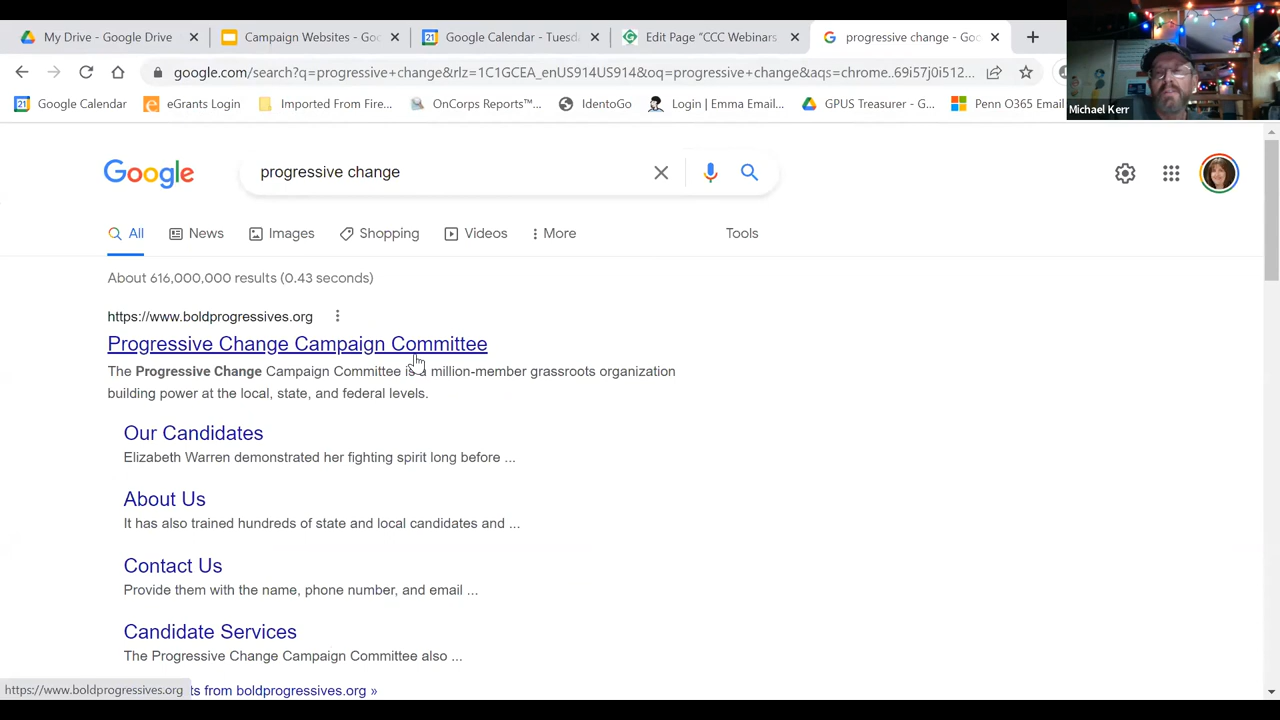 My Drive - Google Drive
Campaign Websites - Goo
Google Calendar - Tuesd
Edit Page "CCC Webinars
progressive change - Goo
google.com/search?q=progressive+change&rlz=1C1GCEA_enUS914US914&oq=progressive+change&aqs=chrome..69i57j0i512...
Google Calendar
eGrants Login
Imported From Fire...
OnCorps Reports™...
IdentoGo
Login | Emma Email...
GPUS Treasurer - G...
Penn O365 Email
Michael Kerr
Google
progressive change
All
News
Images
Shopping
Videos
More
Tools
About 616,000,000 results (0.43 seconds)
https://www.boldprogressives.org
Progressive Change Campaign Committee
The Progressive Change Campaign Committee is a million-member grassroots organization
building power at the local, state, and federal levels.
Our Candidates
Elizabeth Warren demonstrated her fighting spirit long before ...
About Us
It has also trained hundreds of state and local candidates and ...
Contact Us
Provide them with the name, phone number, and email ...
Candidate Services
The Progressive Change Campaign Committee also ...
https://www.boldprogressives.org
ts from boldprogressives.org »